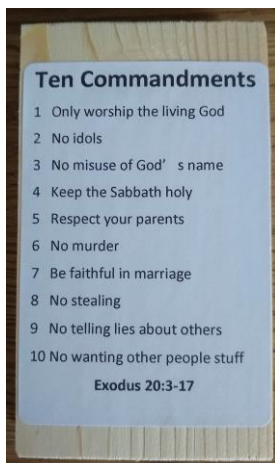 Ten Commandments
1 Only worship the living God
2 No idols
3 No misuse of God' s name
4 Keep the Sabbath holy
5 Respect your parents
6 No murder
7 Be faithful in marriage
8 No stealing
9 No telling lies about others
10 No wanting other people stuff
Exodus 20:3-17